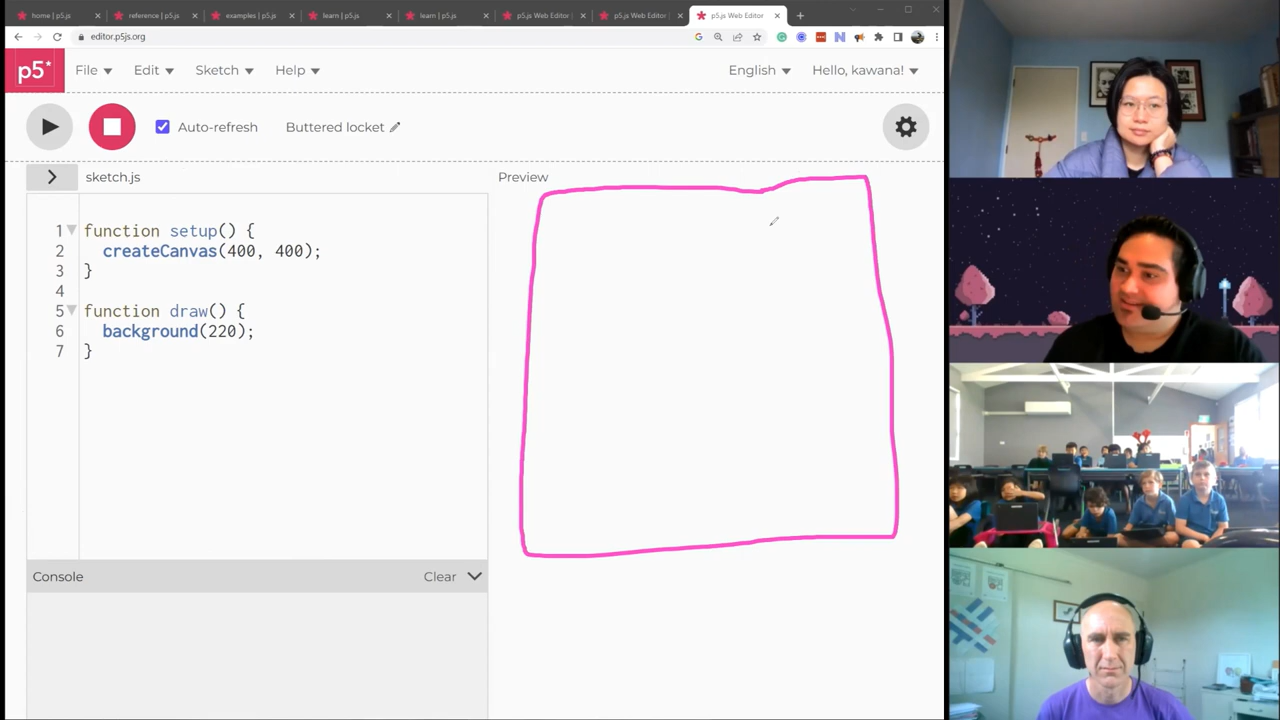 home | p5.js
reference | p5.js
examples | p5.js
learn | p5.js
learn | p5.js
p5.js Web Editor
p5.js Web Editor
p5.js Web Editor
editor.p5js.org
p5*
File
Edit
Sketch
Help
English
Hello, kawana!
Auto-refresh
Buttered locket
sketch.js
Preview
1 function setup() {
2 createCanvas(400, 400);
3 }
4
5 function draw() {
6 background(220);
7 }
Console
Clear